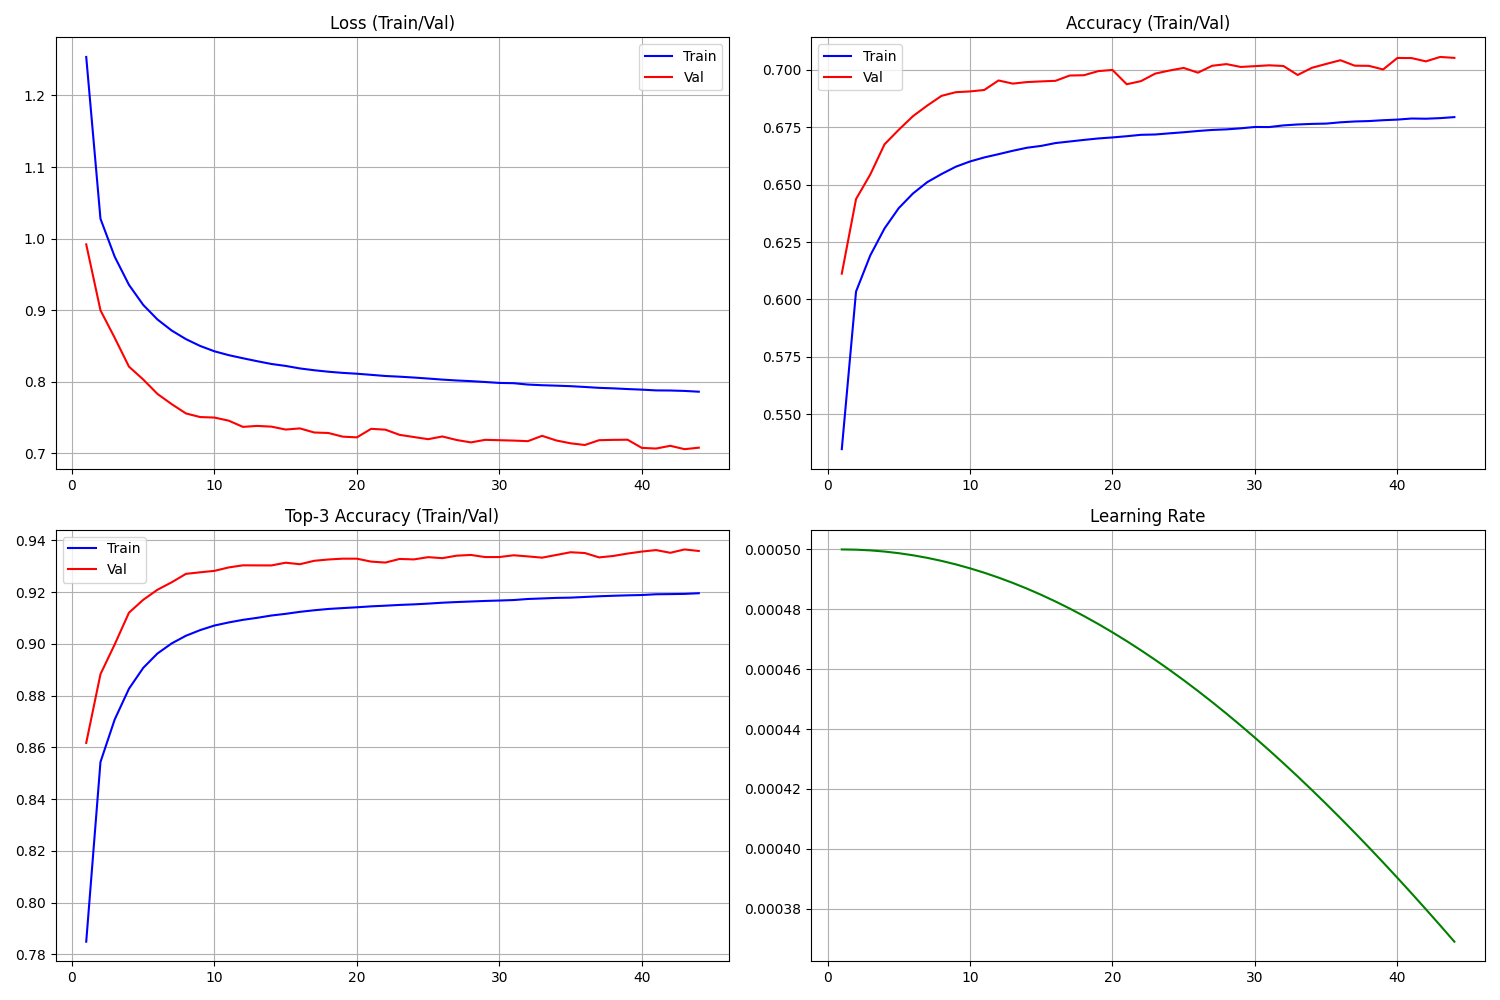 Loss (Train/Val)
Train
Val
1.2
1.1
1.0
0.9
0.8
0.7
0 10 20 30 40
Accuracy (Train/Val)
Train
Val
0.700
0.675
0.650
0.625
0.600
0.575
0.550
0 10 20 30 40
Top-3 Accuracy (Train/Val)
Train
Val
0.94
0.92
0.90
0.88
0.86
0.84
0.82
0.80
0.78
0 10 20 30 40
Learning Rate
0.00050
0.00048
0.00046
0.00044
0.00042
0.00040
0.00038
0 10 20 30 40